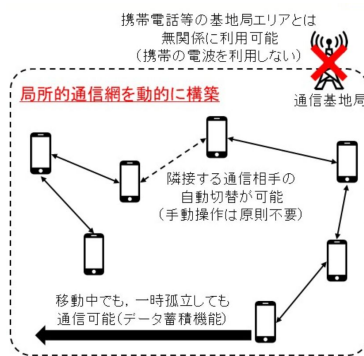 携帯電話等の基地局エリアとは
無関係に利用可能
(携帯の電波を利用しない)
通信基地局
局所的通信網を動的に構築
隣接する通信相手の
自動切替が可能
(手動操作は原則不要)
移動中でも，一時孤立しても
通信可能(データ蓄積機能)